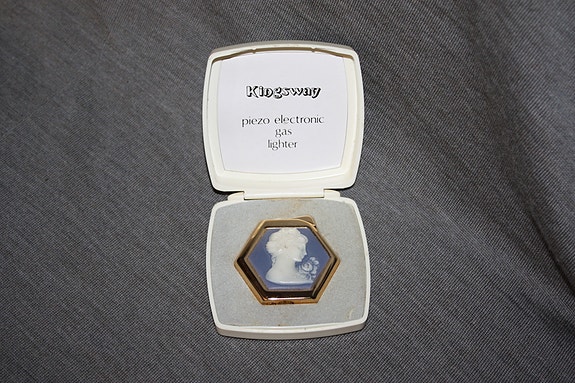 Kingsway
piezo electronic
gas
lighter